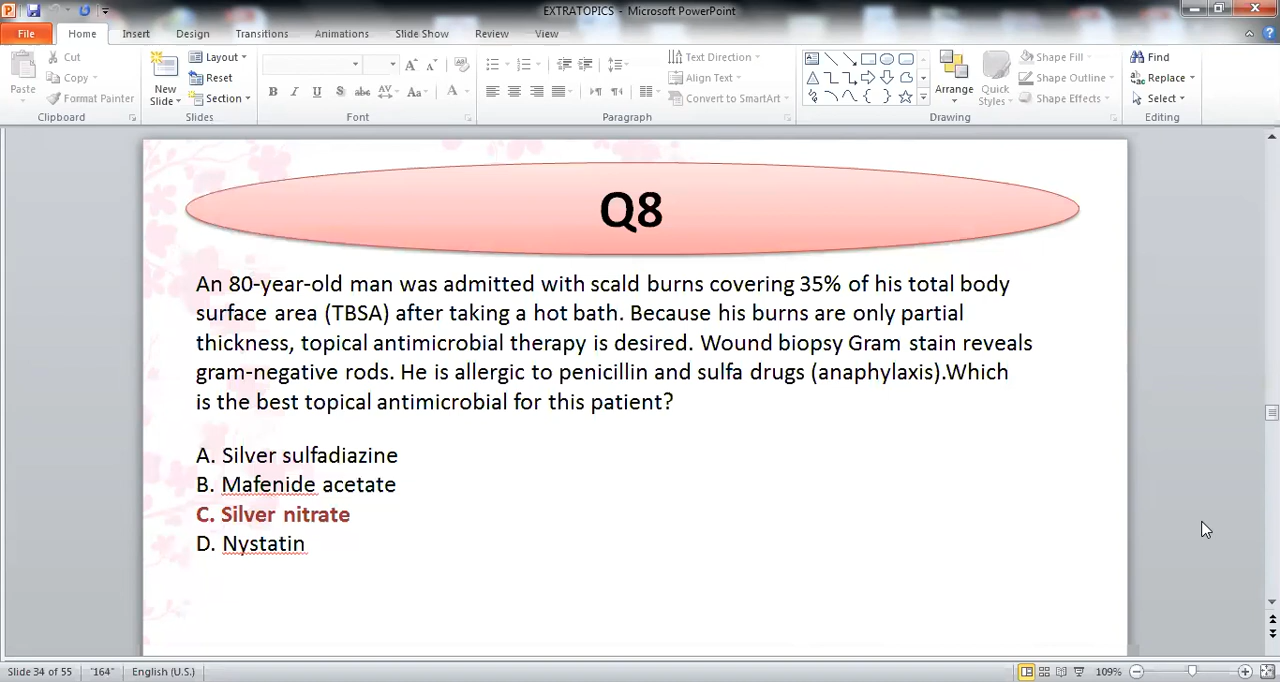 EXTRATOPICS - Microsoft PowerPoint
File Home Insert Design Transitions Animations Slide Show Review View
Paste
Cut
Copy
Format Painter
Clipboard
New Slide
Layout
Reset
Section
Slides
B I U S abc AV Aa A
Font
Text Direction
Align Text
Convert to SmartArt
Paragraph
Arrange
Quick Styles
Shape Fill
Shape Outline
Shape Effects
Drawing
Find
Replace
Select
Editing
Q8
An 80-year-old man was admitted with scald burns covering 35% of his total body
surface area (TBSA) after taking a hot bath. Because his burns are only partial
thickness, topical antimicrobial therapy is desired. Wound biopsy Gram stain reveals
gram-negative rods. He is allergic to penicillin and sulfa drugs (anaphylaxis).Which
is the best topical antimicrobial for this patient?
A. Silver sulfadiazine
B. Mafenide acetate
C. Silver nitrate
D. Nystatin
Slide 34 of 55 "164" English (U.S.) 109%